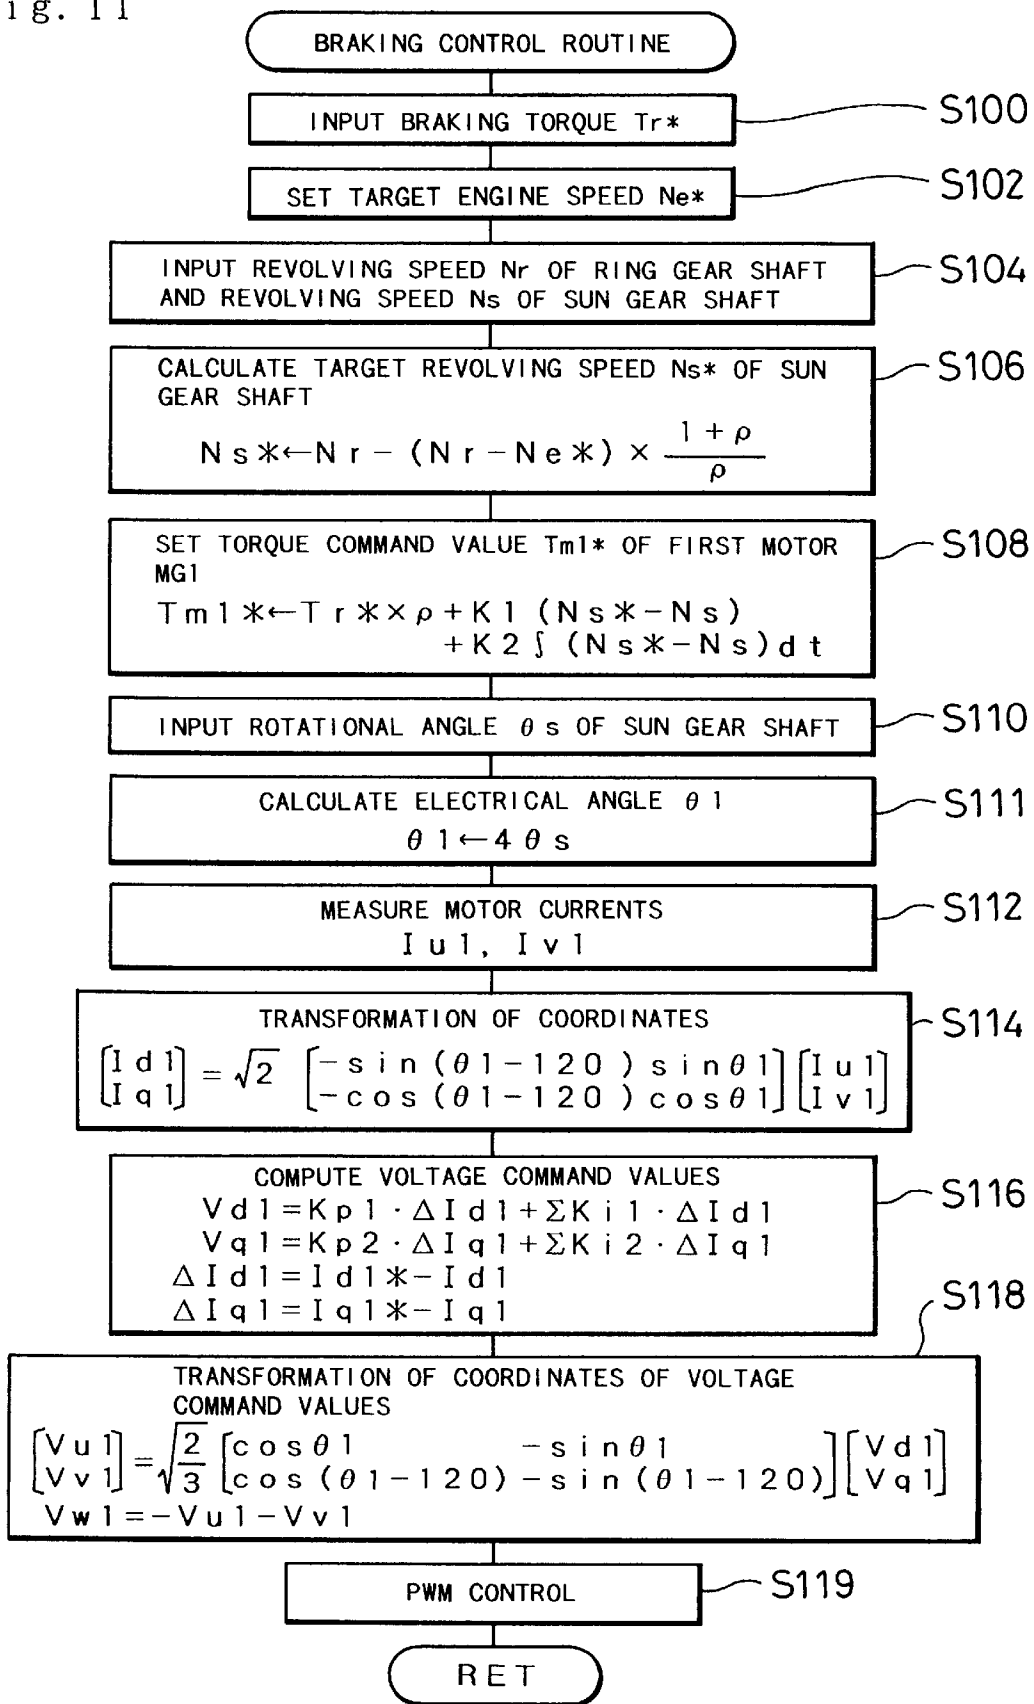 ig. 11
BRAKING CONTROL ROUTINE
INPUT BRAKING TORQUE Tr*
S100
SET TARGET ENGINE SPEED Ne*
S102
INPUT REVOLVING SPEED Nr OF RING GEAR SHAFT
AND REVOLVING SPEED Ns OF SUN GEAR SHAFT
S104
CALCULATE TARGET REVOLVING SPEED Ns* OF SUN
GEAR SHAFT
Ns*←Nr-(Nr-Ne*)×(1+ρ)/ρ
S106
SET TORQUE COMMAND VALUE Tm1* OF FIRST MOTOR
MG1
Tm1*←Tr*×ρ+K1(Ns*-Ns)
+K2∫(Ns*-Ns)dt
S108
INPUT ROTATIONAL ANGLE θs OF SUN GEAR SHAFT
S110
CALCULATE ELECTRICAL ANGLE θ1
θ1←4θs
S111
MEASURE MOTOR CURRENTS
Iu1, Iv1
S112
TRANSFORMATION OF COORDINATES
[Id1] = √2 [-sin(θ1-120) sinθ1] [Iu1]
[Iq1] [-cos(θ1-120) cosθ1] [Iv1]
S114
COMPUTE VOLTAGE COMMAND VALUES
Vd1=Kp1·ΔId1+ΣKi1·ΔId1
Vq1=Kp2·ΔIq1+ΣKi2·ΔIq1
ΔId1=Id1*-Id1
ΔIq1=Iq1*-Iq1
S116
TRANSFORMATION OF COORDINATES OF VOLTAGE
COMMAND VALUES
[Vu1] = √(2/3) [cosθ1 -sinθ1] [Vd1]
[Vv1] [cos(θ1-120) -sin(θ1-120)] [Vq1]
Vw1=-Vu1-Vv1
S118
PWM CONTROL
S119
RET